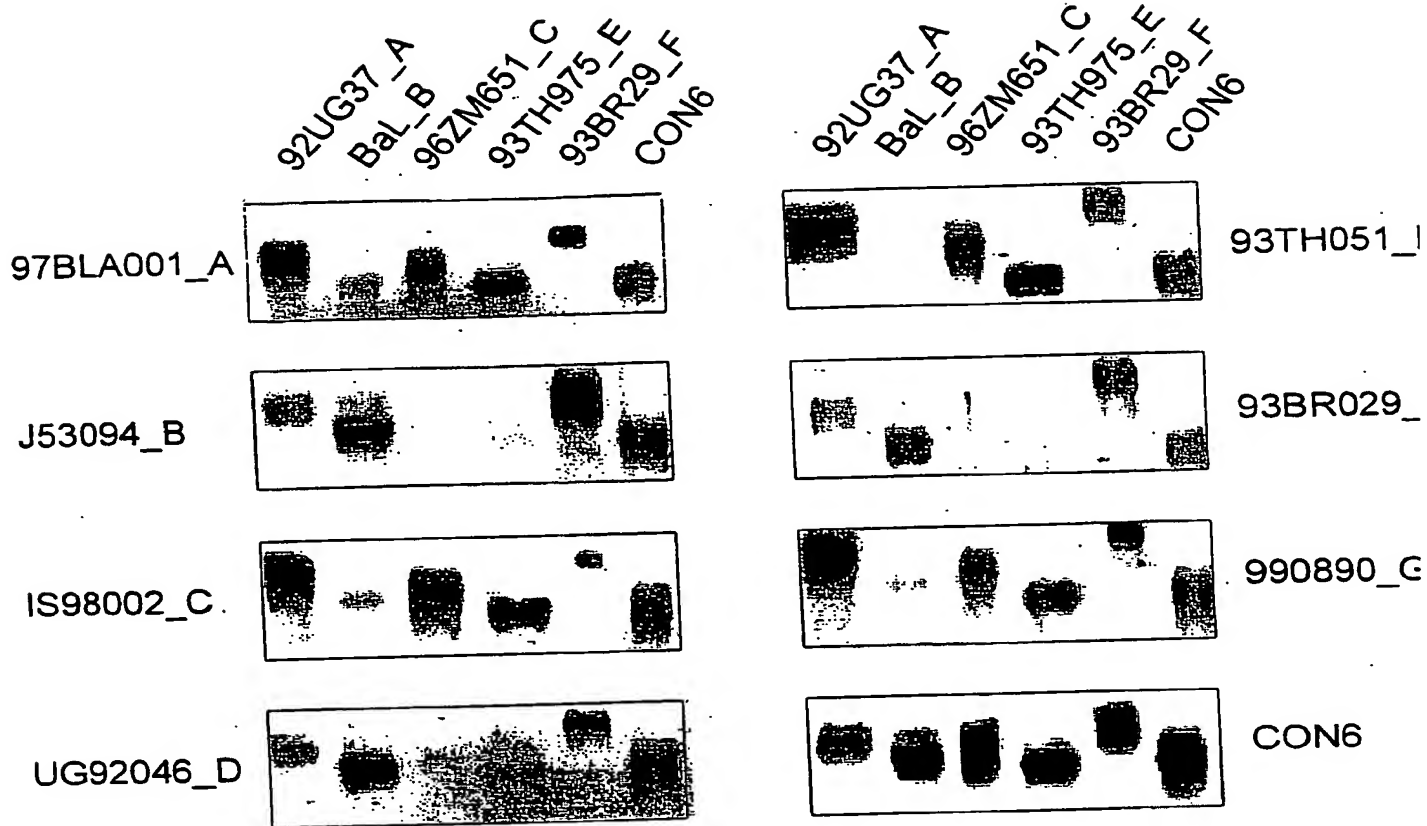 92UG37_A
BaL_B
96ZM651_C
93TH975_E
93BR29_F
CON6
92UG37_A
BaL_B
96ZM651_C
93TH975_E
93BR29_F
CON6
97BLA001_A
J53094_B
IS98002_C
UG92046_D
93TH051_
93BR029_
990890_G
CON6